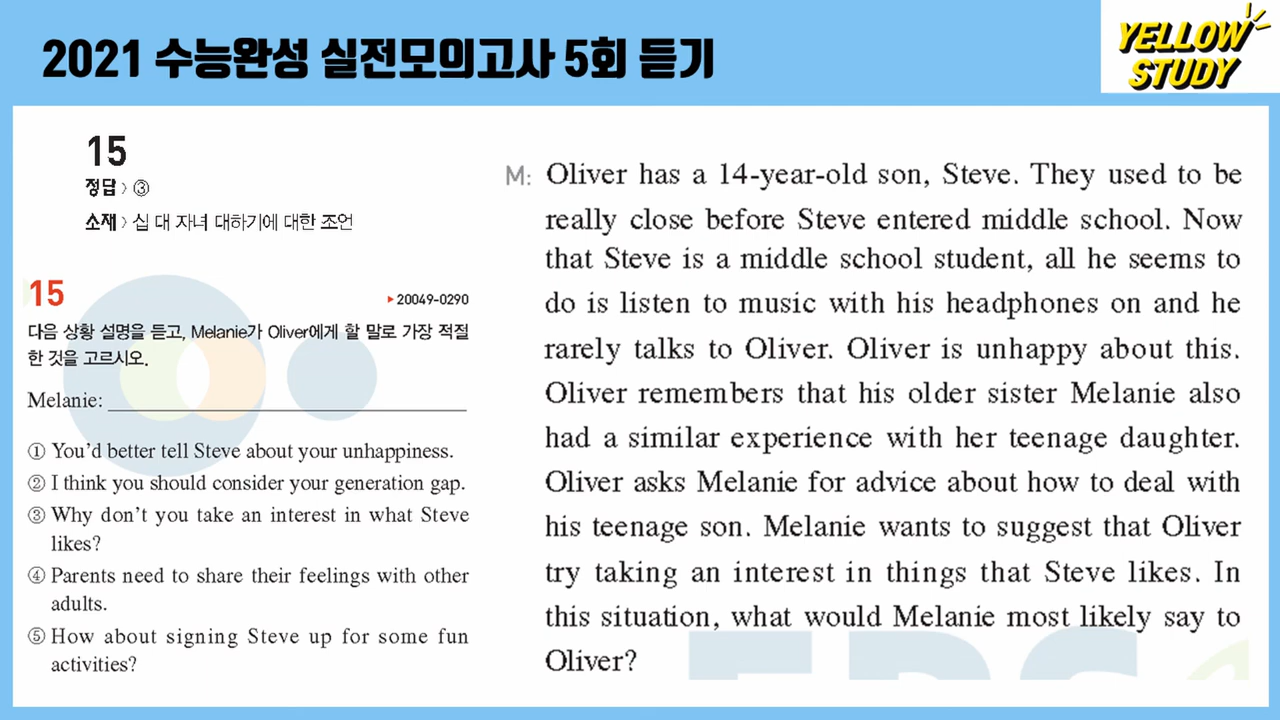 2021 수능완성 실전모의고사 5회 듣기
YELLOW
STUDY
15
정답 > ③
소재 > 십 대 자녀 대하기에 대한 조언
15
▶20049-0290
다음 상황 설명을 듣고, Melanie가 Oliver에게 할 말로 가장 적절
한 것을 고르시오.
Melanie:
① You'd better tell Steve about your unhappiness.
② I think you should consider your generation gap.
③ Why don't you take an interest in what Steve
likes?
④ Parents need to share their feelings with other
adults.
⑤ How about signing Steve up for some fun
activities?
M: Oliver has a 14-year-old son, Steve. They used to be
really close before Steve entered middle school. Now
that Steve is a middle school student, all he seems to
do is listen to music with his headphones on and he
rarely talks to Oliver. Oliver is unhappy about this.
Oliver remembers that his older sister Melanie also
had a similar experience with her teenage daughter.
Oliver asks Melanie for advice about how to deal with
his teenage son. Melanie wants to suggest that Oliver
try taking an interest in things that Steve likes. In
this situation, what would Melanie most likely say to
Oliver?